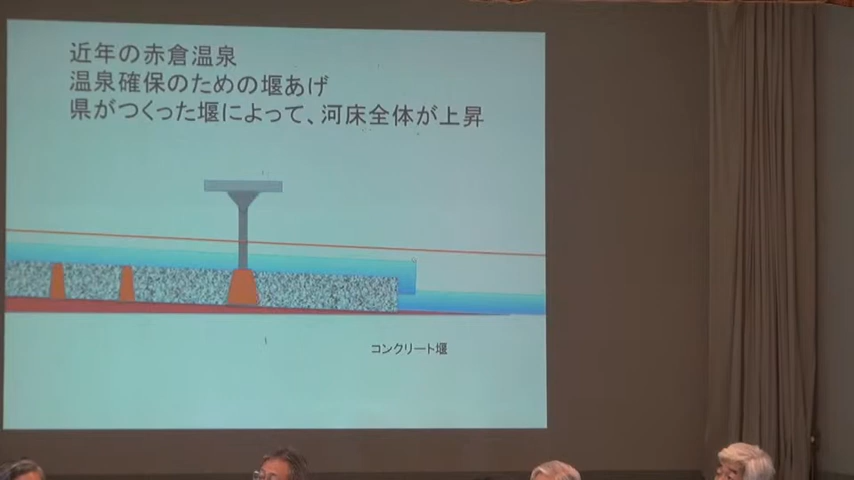 近年の赤倉温泉
温泉確保のための堰あげ
県がつくった堰によって、河床全体が上昇
コンクリート堰